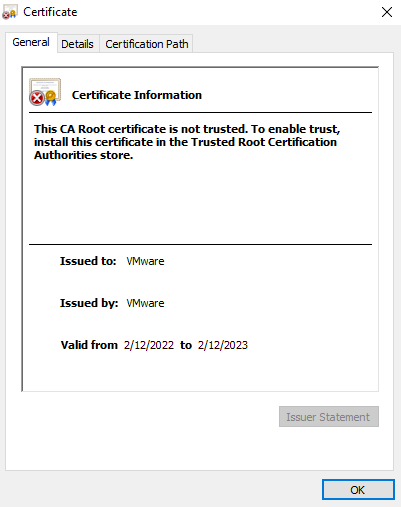 Certificate
General Details Certification Path
Certificate Information
This CA Root certificate is not trusted. To enable trust,
install this certificate in the Trusted Root Certification
Authorities store.
Issued to: VMware
Issued by: VMware
Valid from 2/12/2022 to 2/12/2023
Issuer Statement
OK